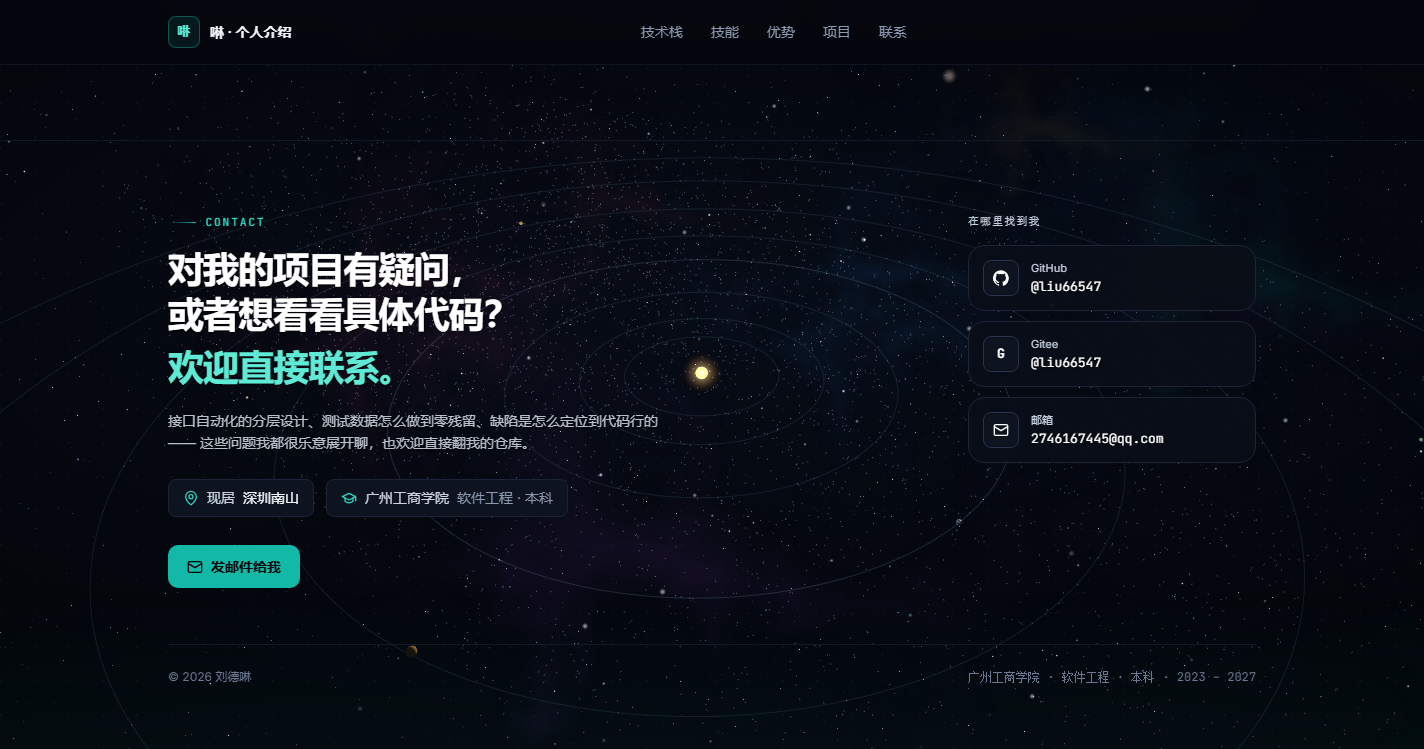 啉
啉 · 个人介绍
技术栈
技能
优势
项目
联系
CONTACT
对我的项目有疑问，
或者想看看具体代码？
欢迎直接联系。
接口自动化的分层设计、测试数据怎么做到零残留、缺陷是怎么定位到代码行的
—— 这些问题我都很乐意展开聊，也欢迎直接翻我的仓库。
现居 深圳南山
广州工商学院 软件工程 · 本科
发邮件给我
在哪里找到我
GitHub
@liu66547
G
Gitee
@liu66547
邮箱
2746167445@qq.com
© 2026 刘德啉
广州工商学院 · 软件工程 · 本科 · 2023 – 2027